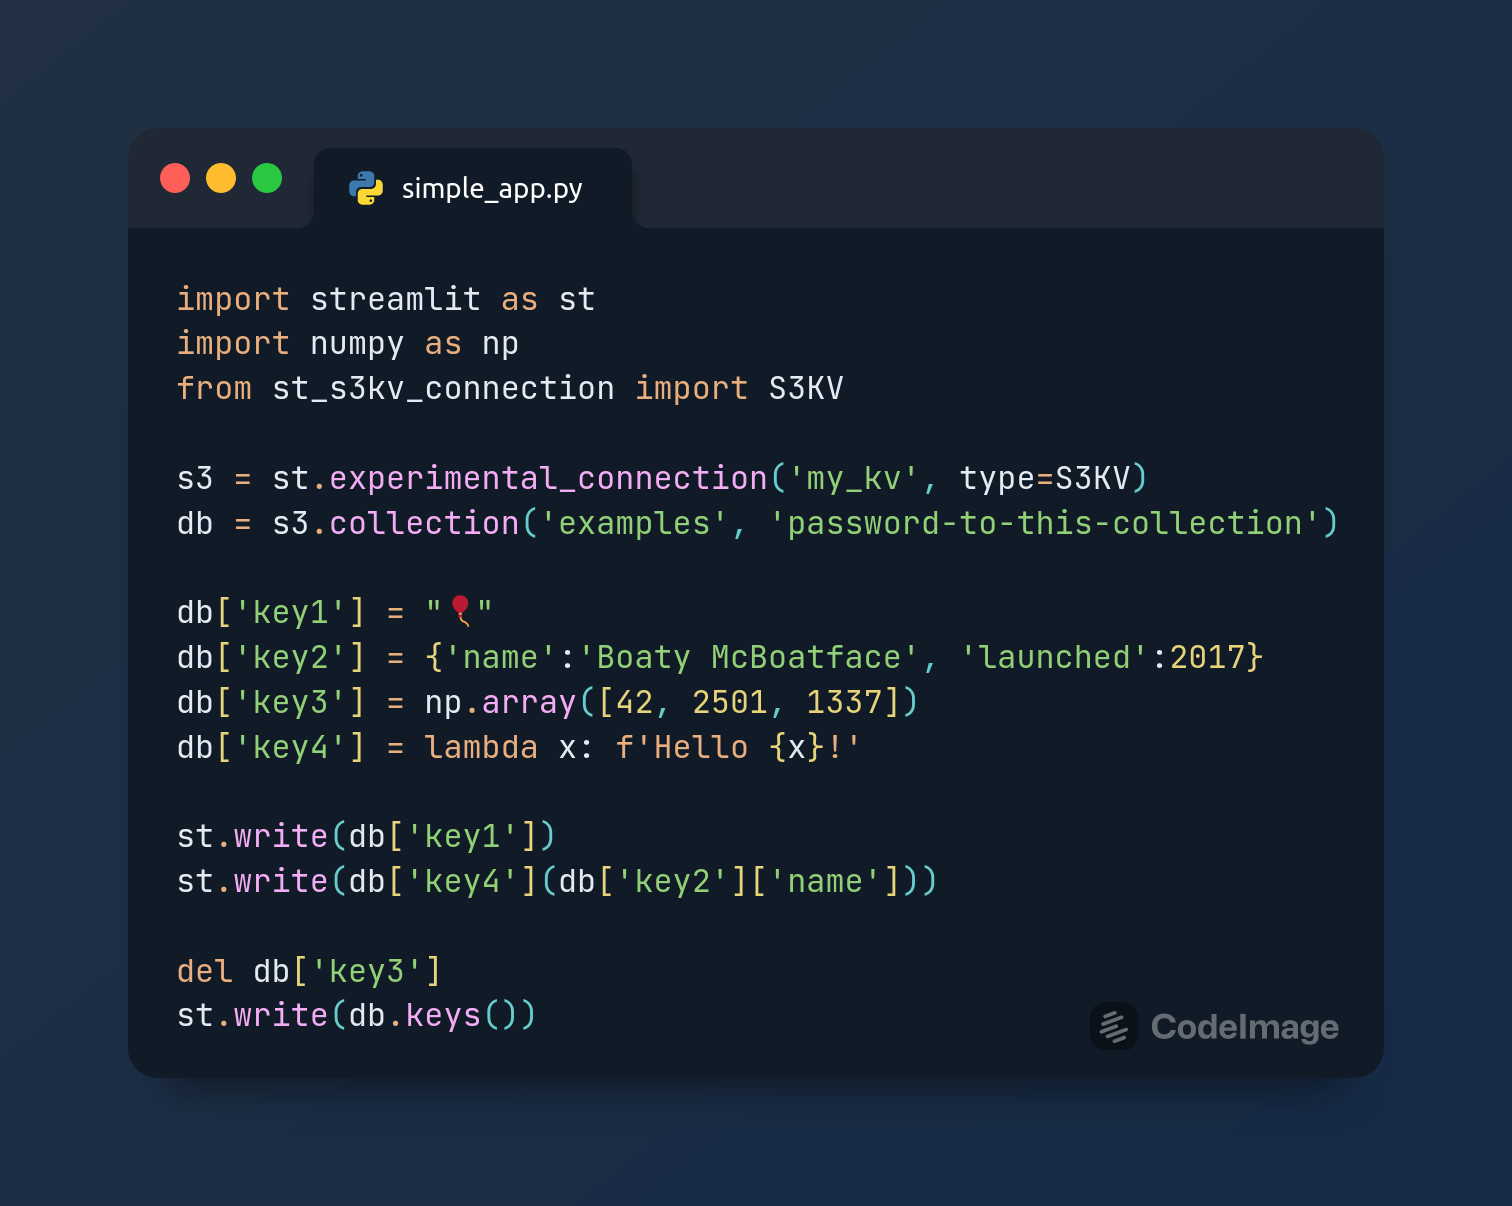 simple_app.py
import streamlit as st
import numpy as np
from st_s3kv_connection import S3KV
s3 = st.experimental_connection('my_kv', type=S3KV)
db = s3.collection('examples', 'password-to-this-collection')
db['key1'] = "🎈"
db['key2'] = {'name':'Boaty McBoatface', 'launched':2017}
db['key3'] = np.array([42, 2501, 1337])
db['key4'] = lambda x: f'Hello {x}!'
st.write(db['key1'])
st.write(db['key4'](db['key2']['name']))
del db['key3']
st.write(db.keys())
CodeImage